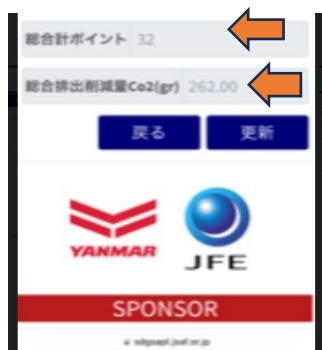 総合計ポイント 32
総合排出削減量Co2(gr) 262.00
戻る 更新
YANMAR JFE
SPONSOR